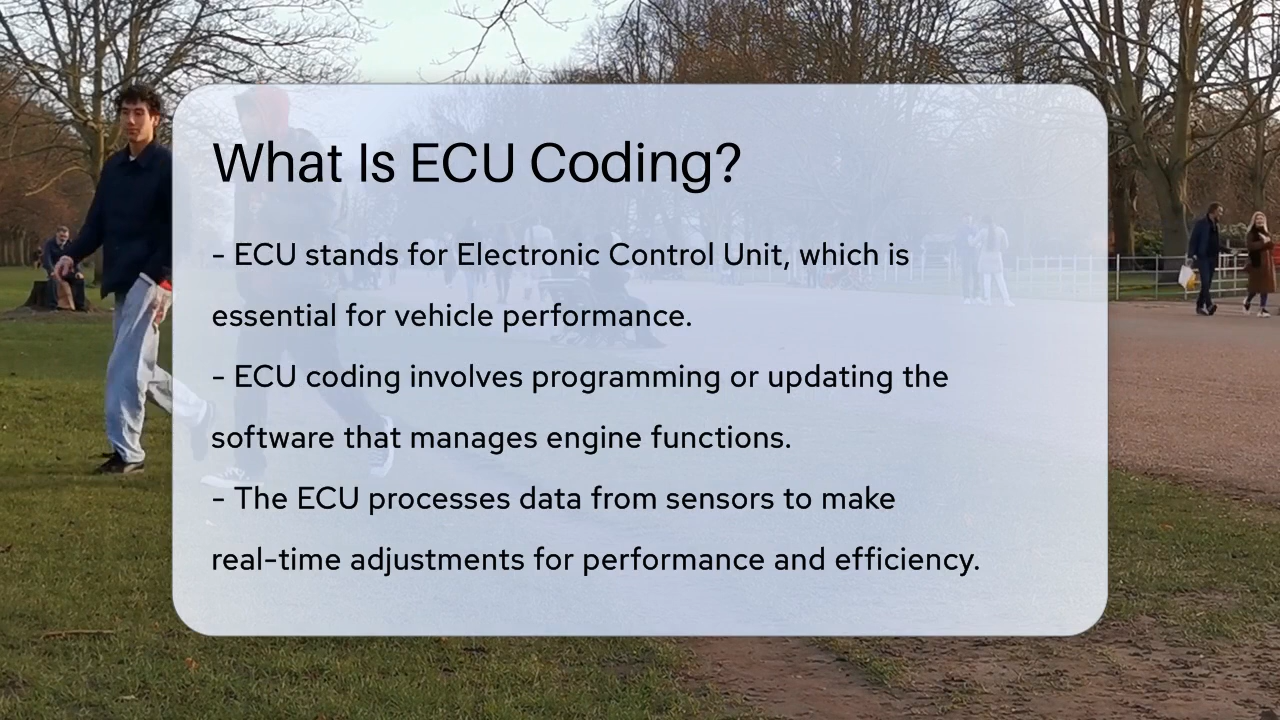 What Is ECU Coding?
- ECU stands for Electronic Control Unit, which is
essential for vehicle performance.
- ECU coding involves programming or updating the
software that manages engine functions.
- The ECU processes data from sensors to make
real-time adjustments for performance and efficiency.